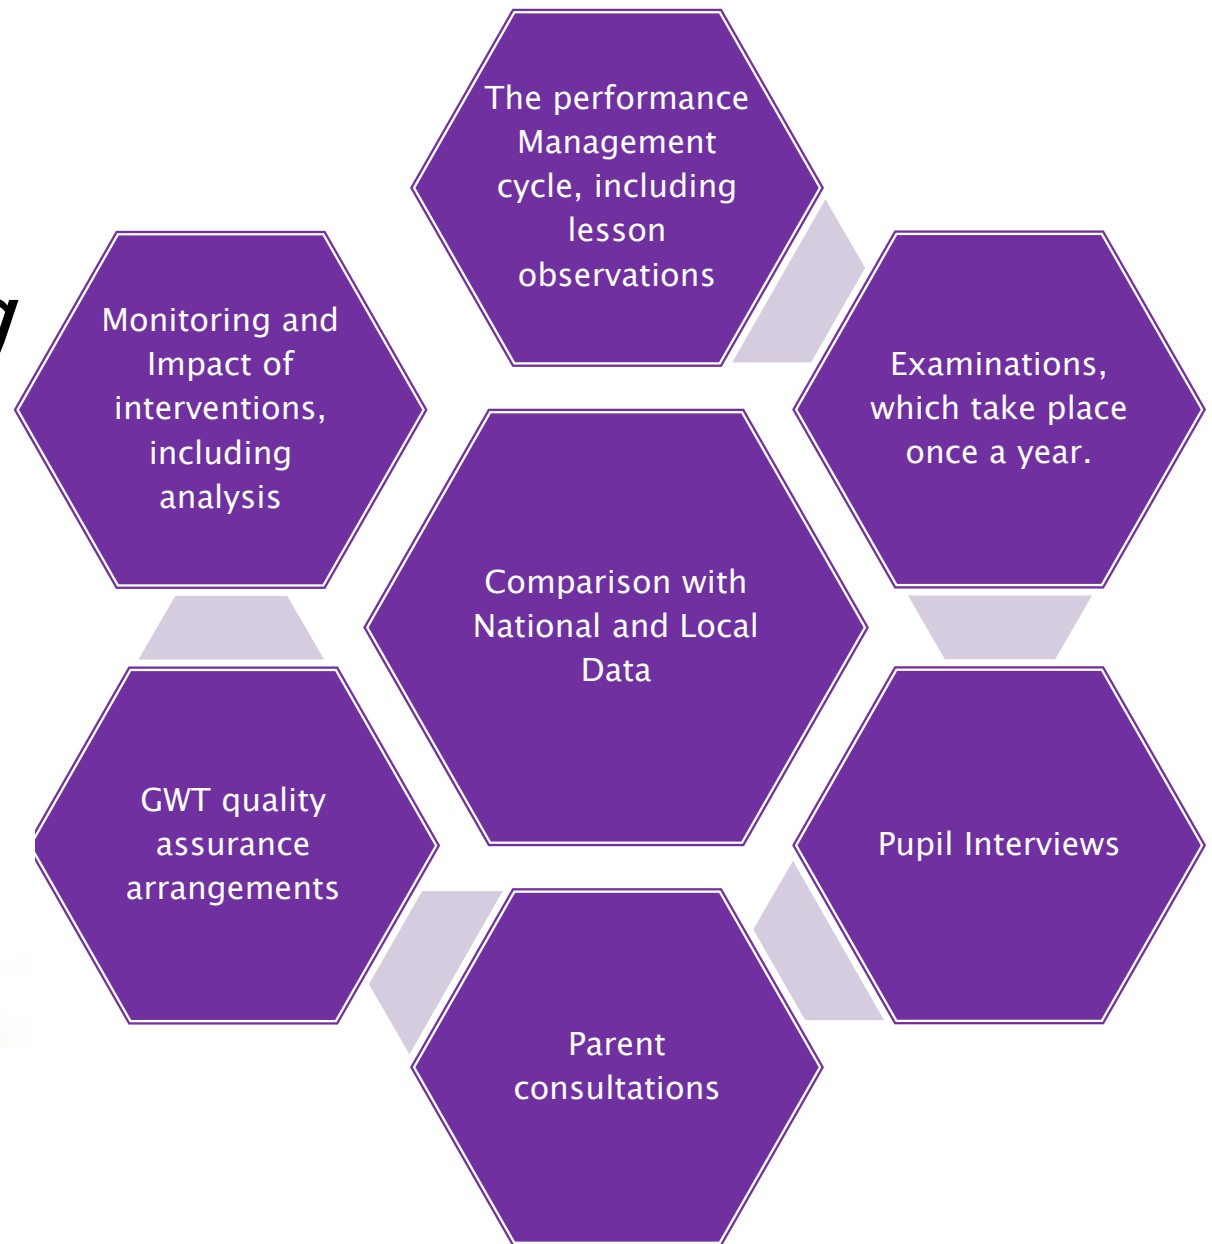 The performance
Management
cycle, including
lesson
observations
Examinations,
which take place
once a year.
Pupil Interviews
Parent
consultations
GWT quality
assurance
arrangements
Monitoring and
Impact of
interventions,
including
analysis
Comparison with
National and Local
Data